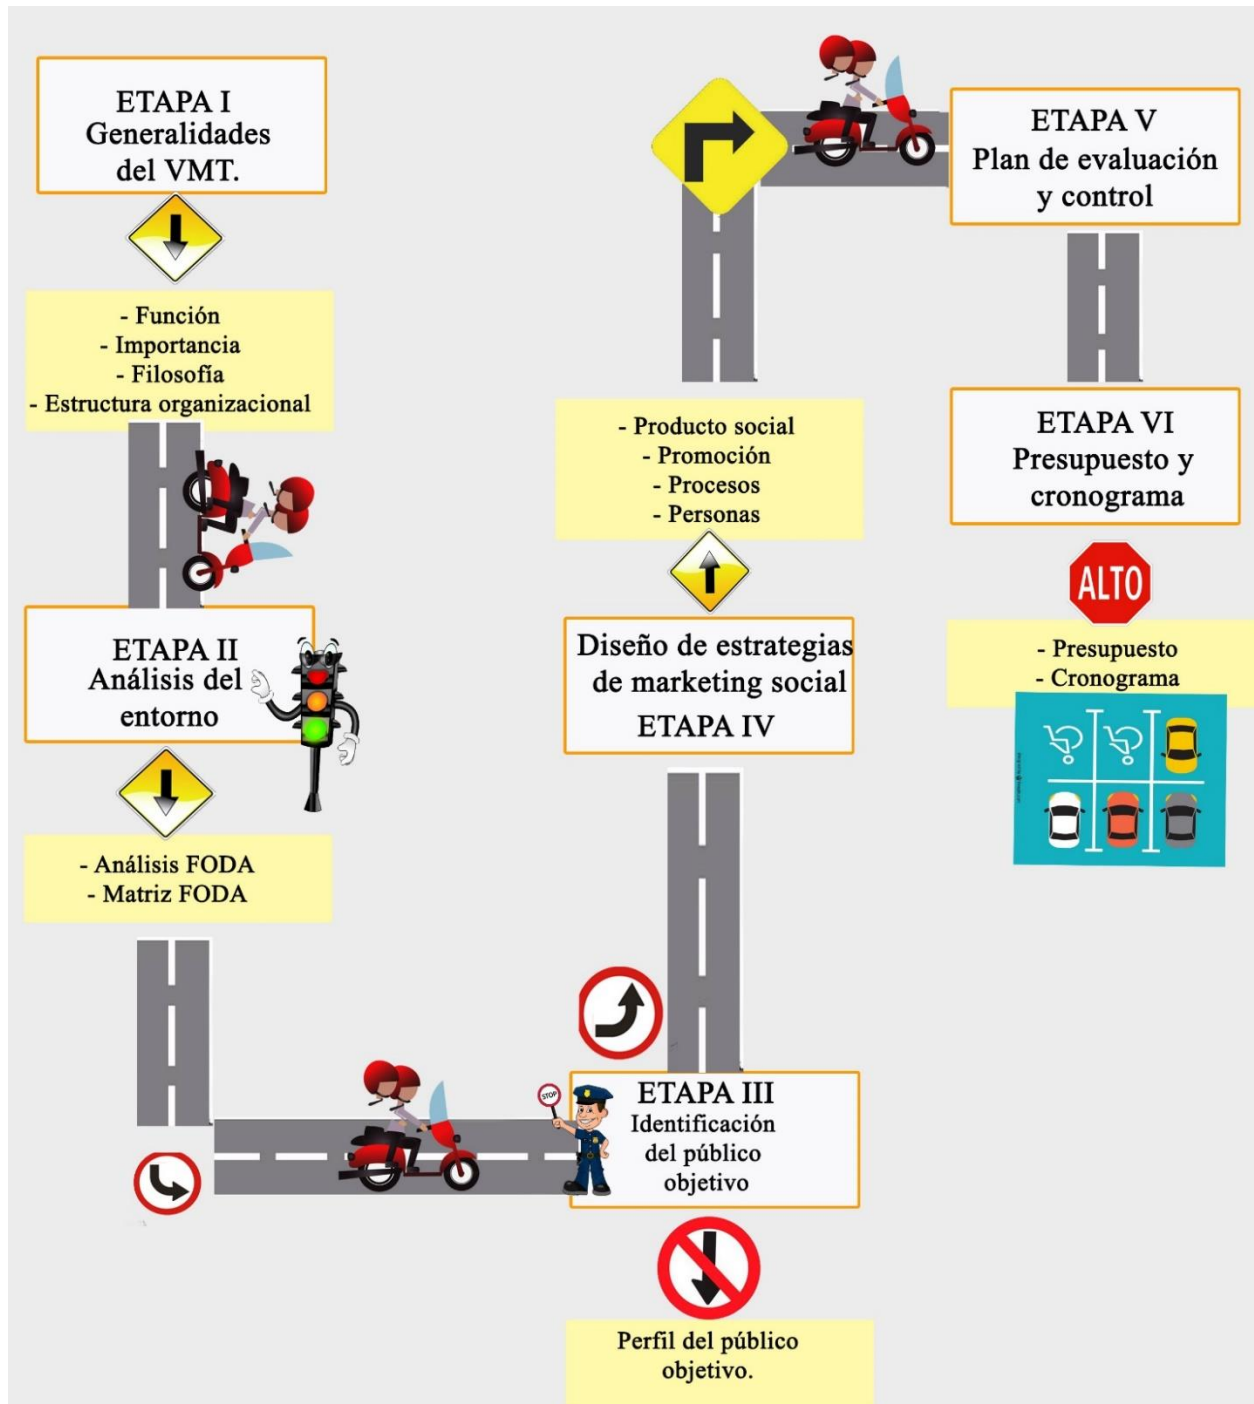 ETAPA I
Generalidades
del VMT.
- Función
- Importancia
- Filosofía
- Estructura organizacional
ETAPA II
Análisis del
entorno
- Análisis FODA
- Matriz FODA
STOP
ETAPA III
Identificación
del público
objetivo
Perfil del público
objetivo.
Diseño de estrategias
de marketing social
ETAPA IV
- Producto social
- Promoción
- Procesos
- Personas
ETAPA V
Plan de evaluación
y control
ETAPA VI
Presupuesto y
cronograma
ALTO
- Presupuesto
- Cronograma